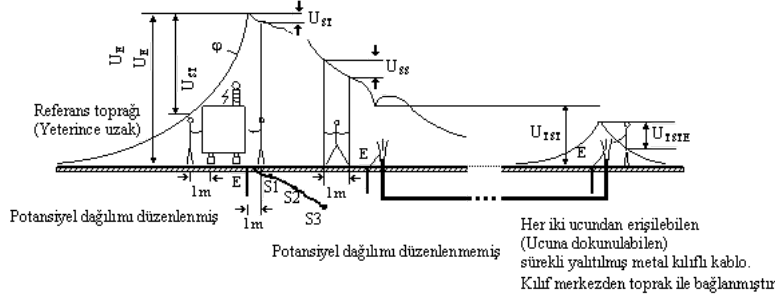 U_ST
U_E
U_E
φ
U_ST
U_SS
Referans toprağı
(Yeterince uzak)
U_TST
U_TSTE
E
E
1m
E
S1
S2
S3
1m
1m
Potansiyel dağılımı düzenlenmiş
Potansiyel dağılımı düzenlenmemiş
Her iki ucundan erişilebilen
(Ucuna dokunulabilen)
sürekli yalıtılmış metal kılıflı kablo.
Kılıf merkezden toprak ile bağlanmıştır